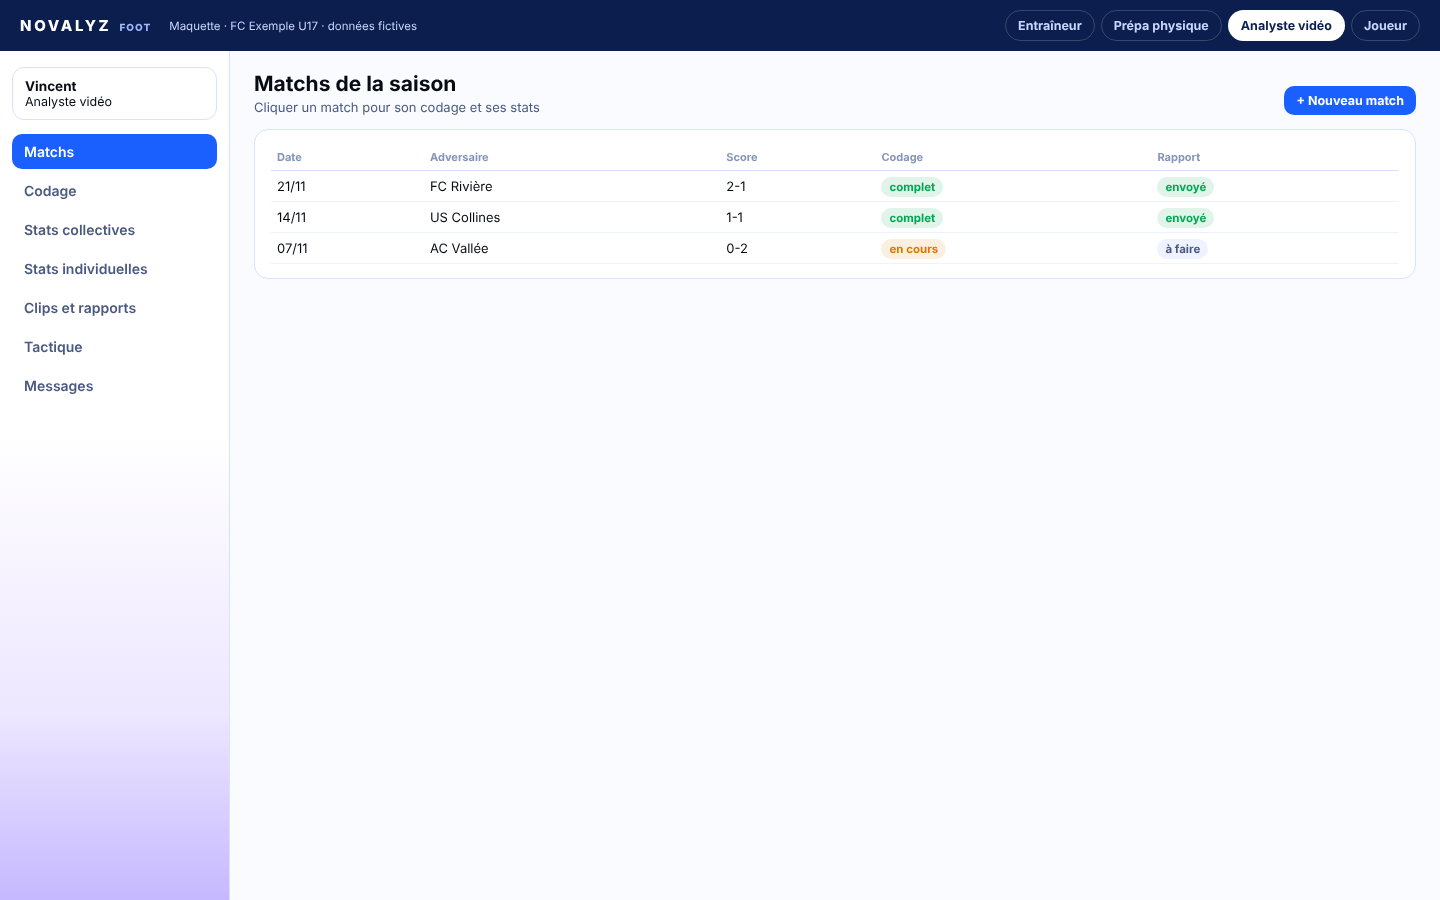 NOVALYZ FOOT Maquette · FC Exemple U17 · données fictives Entraîneur Prépa physique Analyste vidéo Joueur
Vincent
Analyste vidéo
Matchs
Codage
Stats collectives
Stats individuelles
Clips et rapports
Tactique
Messages
Matchs de la saison
Cliquer un match pour son codage et ses stats
+ Nouveau match
Date Adversaire Score Codage Rapport
21/11 FC Rivière 2-1 complet envoyé
14/11 US Collines 1-1 complet envoyé
07/11 AC Vallée 0-2 en cours à faire